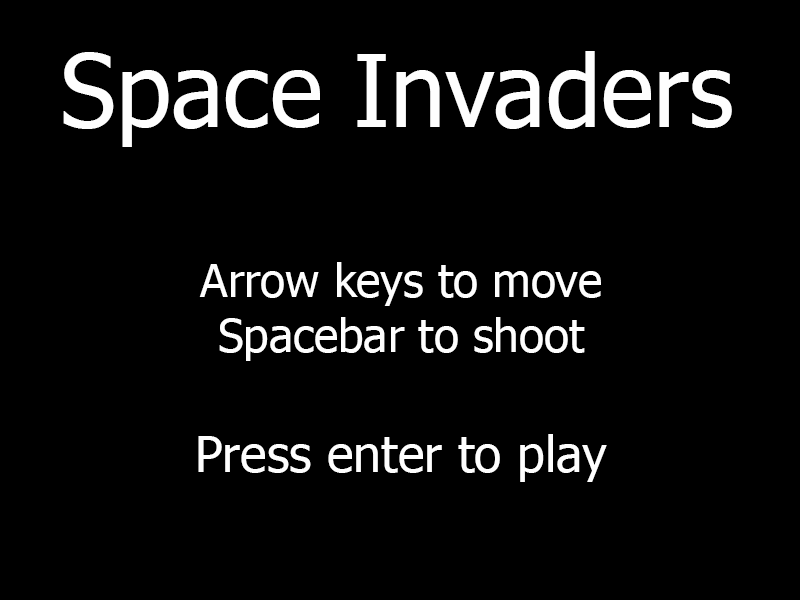 Space Invaders
Arrow keys to move
Spacebar to shoot
Press enter to play